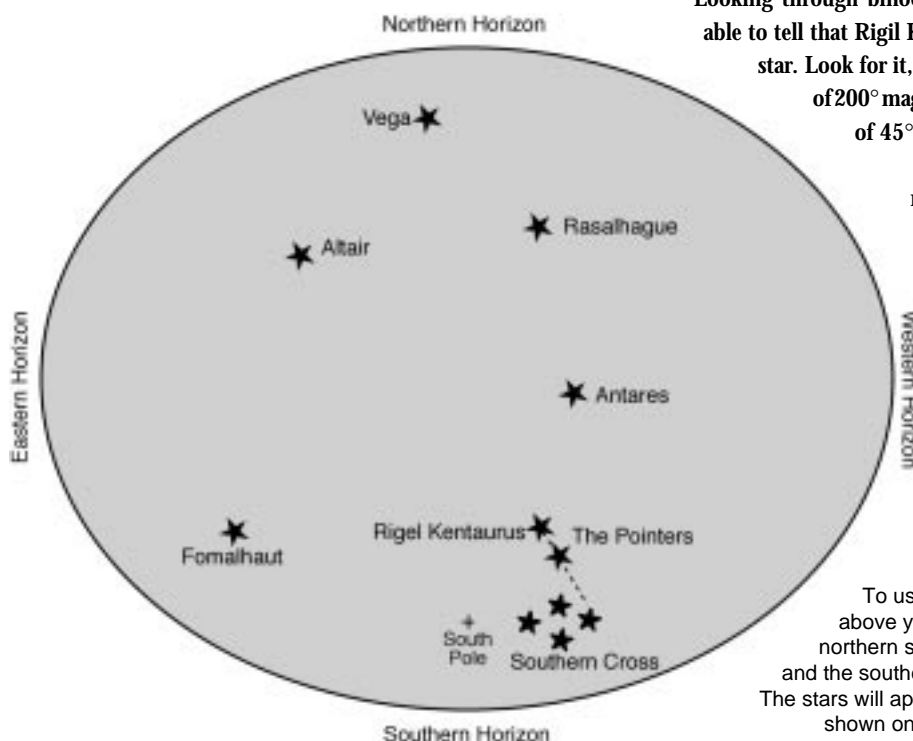 Looking through binoc
able to tell that Rigil
star. Look for it,
of 200° mag
of 45°
Northern Horizon
Vega
Rasalhague
Altair
Eastern Horizon
Western Horizon
Antares
Rigel Kentaurus
The Pointers
Fomalhaut
South
Pole
Southern Cross
Southern Horizon
To us
above y
northern s
and the southe
The stars will ap
shown on